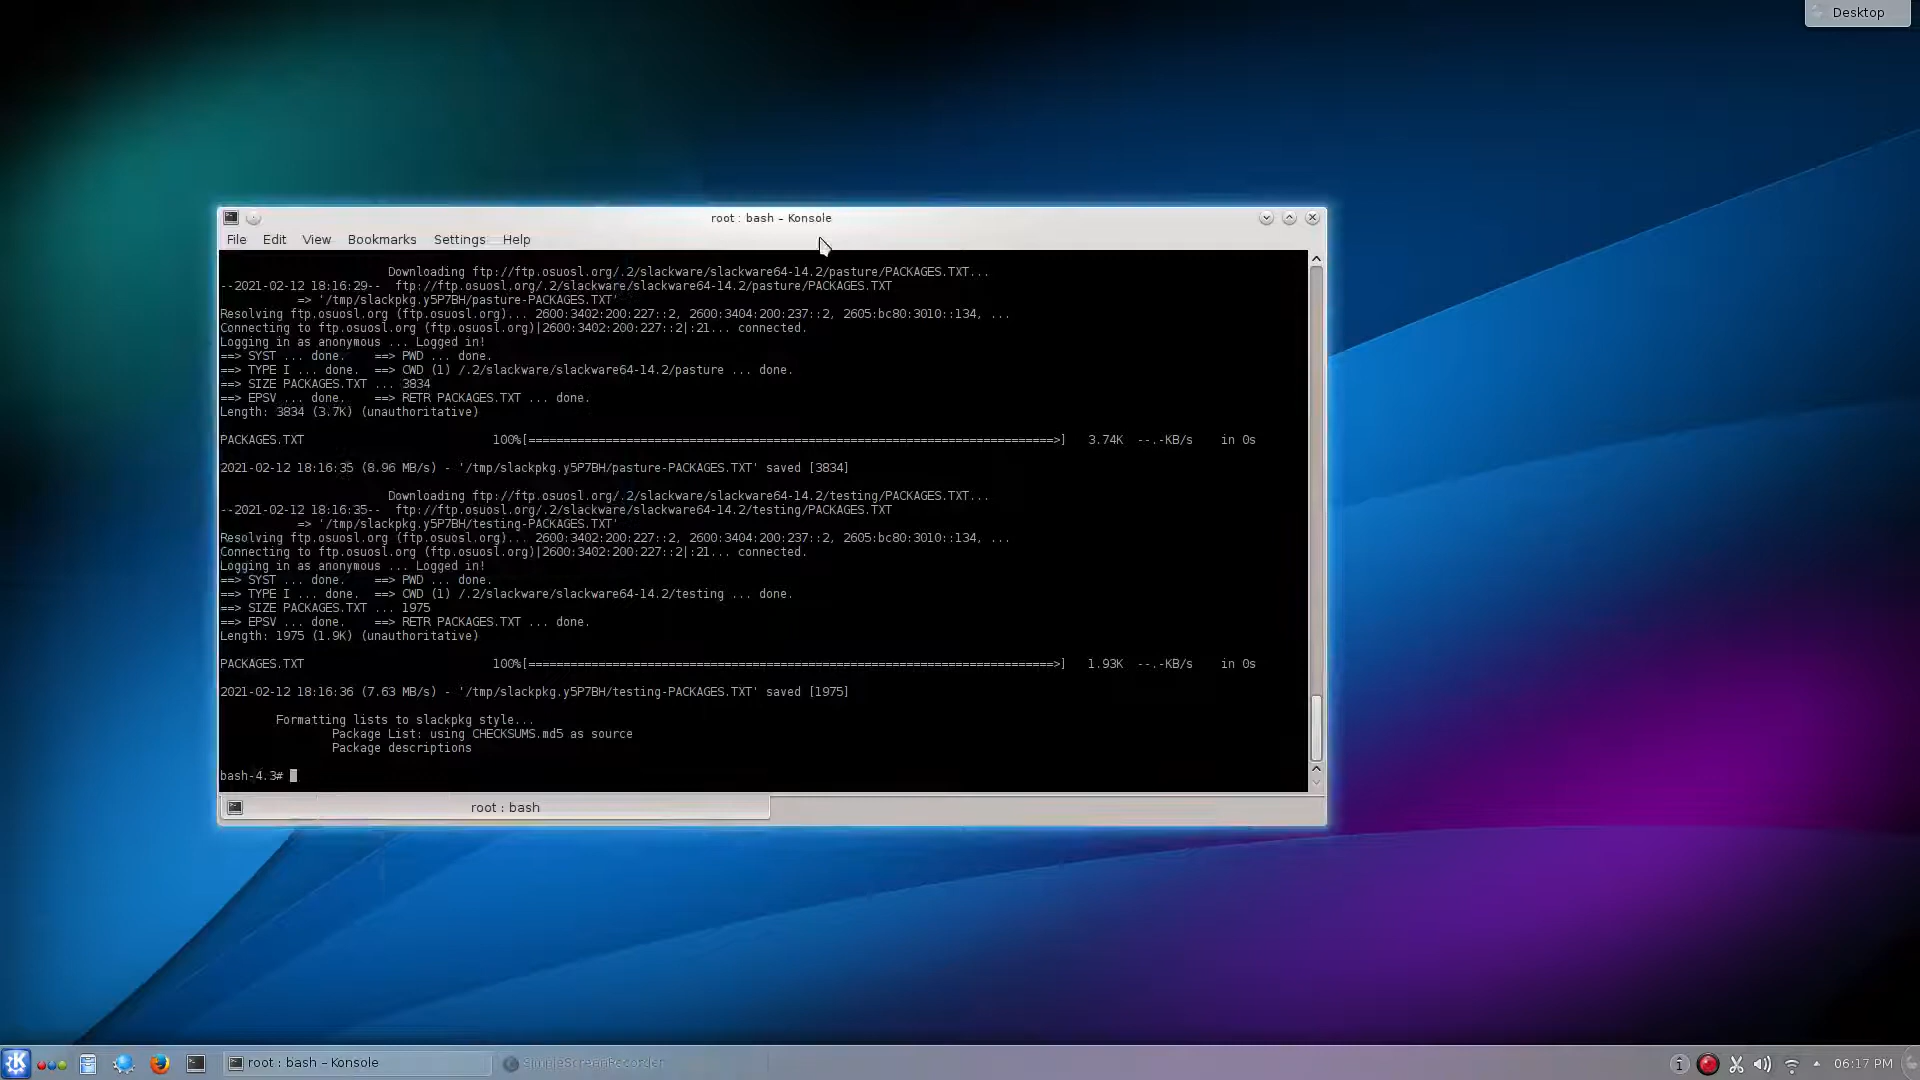 Desktop
root : bash – Konsole
File Edit View Bookmarks Settings Help
Downloading ftp://ftp.osuosl.org/.2/slackware/slackware64-14.2/pasture/PACKAGES.TXT...
--2021-02-12 18:16:29-- ftp://ftp.osuosl.org/.2/slackware/slackware64-14.2/pasture/PACKAGES.TXT
=> '/tmp/slackpkg.y5P7BH/pasture-PACKAGES.TXT'
Resolving ftp.osuosl.org (ftp.osuosl.org)... 2600:3402:200:227::2, 2600:3404:200:237::2, 2605:bc80:3010::134, ...
Connecting to ftp.osuosl.org (ftp.osuosl.org)|2600:3402:200:227::2|:21... connected.
Logging in as anonymous ... Logged in!
==> SYST ... done. ==> PWD ... done.
==> TYPE I ... done. ==> CWD (1) /.2/slackware/slackware64-14.2/pasture ... done.
==> SIZE PACKAGES.TXT ... 3834
==> EPSV ... done. ==> RETR PACKAGES.TXT ... done.
Length: 3834 (3.7K) (unauthoritative)
PACKAGES.TXT 100%[===========================================================================>] 3.74K --.-KB/s in 0s
2021-02-12 18:16:35 (8.96 MB/s) - '/tmp/slackpkg.y5P7BH/pasture-PACKAGES.TXT' saved [3834]
Downloading ftp://ftp.osuosl.org/.2/slackware/slackware64-14.2/testing/PACKAGES.TXT...
--2021-02-12 18:16:35-- ftp://ftp.osuosl.org/.2/slackware/slackware64-14.2/testing/PACKAGES.TXT
=> '/tmp/slackpkg.y5P7BH/testing-PACKAGES.TXT'
Resolving ftp.osuosl.org (ftp.osuosl.org)... 2600:3402:200:227::2, 2600:3404:200:237::2, 2605:bc80:3010::134, ...
Connecting to ftp.osuosl.org (ftp.osuosl.org)|2600:3402:200:227::2|:21... connected.
Logging in as anonymous ... Logged in!
==> SYST ... done. ==> PWD ... done.
==> TYPE I ... done. ==> CWD (1) /.2/slackware/slackware64-14.2/testing ... done.
==> SIZE PACKAGES.TXT ... 1975
==> EPSV ... done. ==> RETR PACKAGES.TXT ... done.
Length: 1975 (1.9K) (unauthoritative)
PACKAGES.TXT 100%[===========================================================================>] 1.93K --.-KB/s in 0s
2021-02-12 18:16:36 (7.63 MB/s) - '/tmp/slackpkg.y5P7BH/testing-PACKAGES.TXT' saved [1975]
Formatting lists to slackpkg style...
Package List: using CHECKSUMS.md5 as source
Package descriptions
bash-4.3#
root : bash
root : bash – Konsole SimpleScreenRecorder 06:17 PM